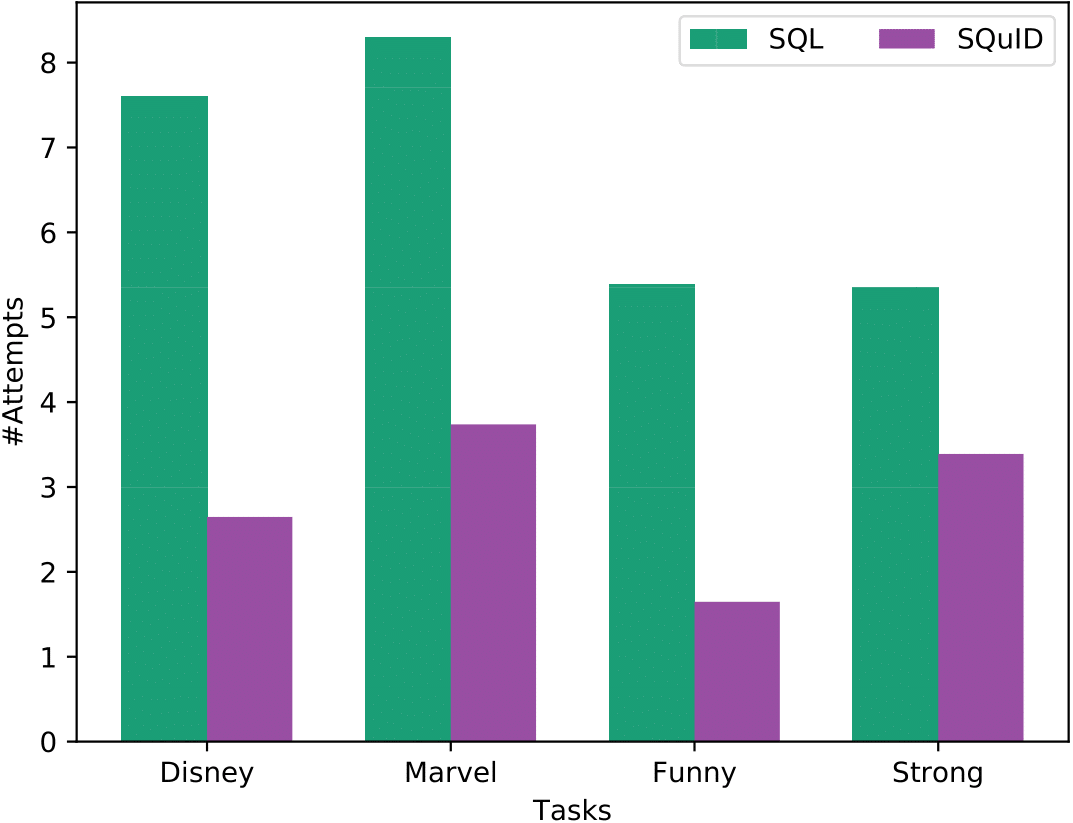 SQL
SQuID
8
7
6
5
4
3
2
1
0
#Attempts
Disney
Marvel
Funny
Strong
Tasks